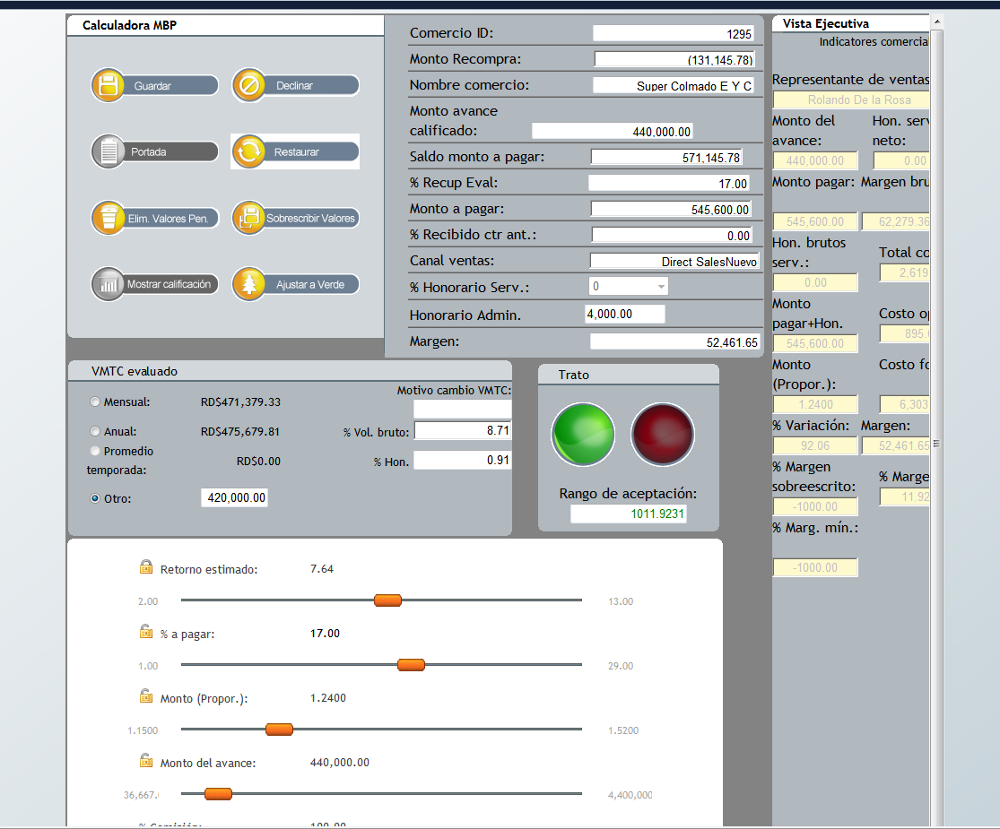 Calculadora MBP
Guardar
Declinar
Portada
Restaurar
Elim. Valores Pen.
Sobrescribir Valores
Mostrar calificación
Ajustar a Verde
Comercio ID: 1295
Monto Recompra: (131,145.78)
Nombre comercio: Super Colmado E Y C
Monto avance
calificado: 440,000.00
Saldo monto a pagar: 571,145.78
% Recup Eval: 17.00
Monto a pagar: 545,600.00
% Recibido ctr ant.: 0.00
Canal ventas: Direct SalesNuevo
% Honorario Serv.: 0
Honorario Admin. 4,000.00
Margen: 52,461.65
VMTC evaluado
Mensual: RD$471,379.33
Anual: RD$475,679.81
Promedio
temporada: RD$0.00
Otro: 420,000.00
Motivo cambio VMTC:
% Vol. bruto: 8.71
% Hon. 0.91
Trato
Rango de aceptación:
1011.9231
Retorno estimado: 7.64
2.00 13.00
% a pagar: 17.00
1.00 29.00
Monto (Propor.): 1.2400
1.1500 1.5200
Monto del avance: 440,000.00
36,667.0 4,400,000
% Comisión: 100.00
Vista Ejecutiva
Indicatores comercia
Representante de ventas
Rolando De la Rosa
Monto del Hon. serv
avance: neto:
440,000.00 0.00
Monto pagar: Margen bru
545,600.00 62,279.36
Hon. brutos
serv.: Total co
0.00 2,619
Monto
pagar+Hon. Costo o
545,600.00 895.
Monto Costo fo
(Propor.):
1.2400 6,303
% Variación: Margen:
92.06 52,461.65
% Margen
sobreescrito: % Marge
-1000.00 11.92
% Marg. mín.:
-1000.00